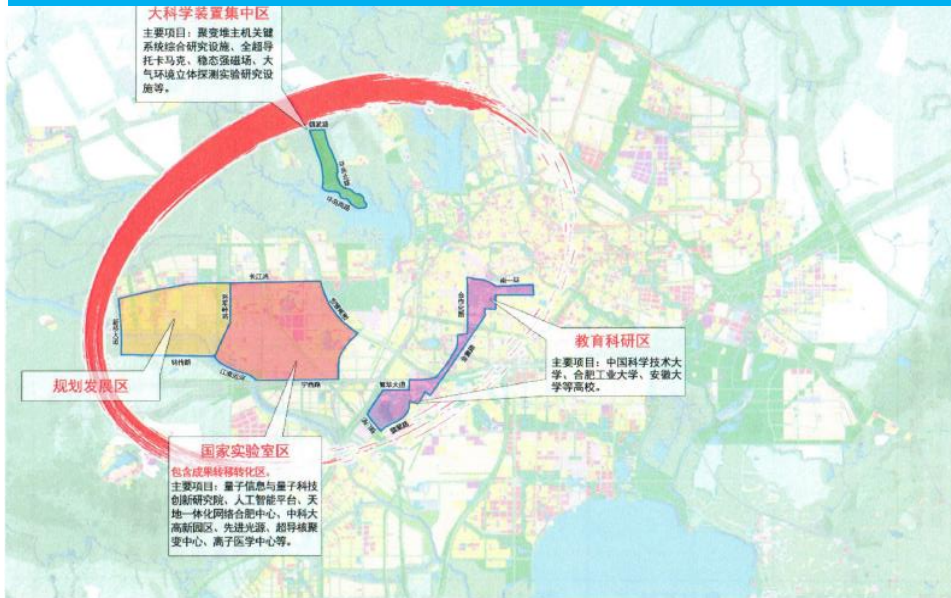 大科学装置集中区
主要项目：聚变堆主机关键
系统综合研究设施、全超导
托卡马克、稳态强磁场、大
气环境立体探测实验研究设
施等。
长江西
规划发展区
宁西路
国家实验室区
包含成果转移转化区。
主要项目：量子信息与量子科技
创新研究院、人工智能平台、天
地一体化网络合肥中心、中科大
高新园区、先进光源、超导核聚
变中心、离子医学中心等。
教育科研区
主要项目：中国科学技术大
学、合肥工业大学、安徽大
学等高校。
繁华大道